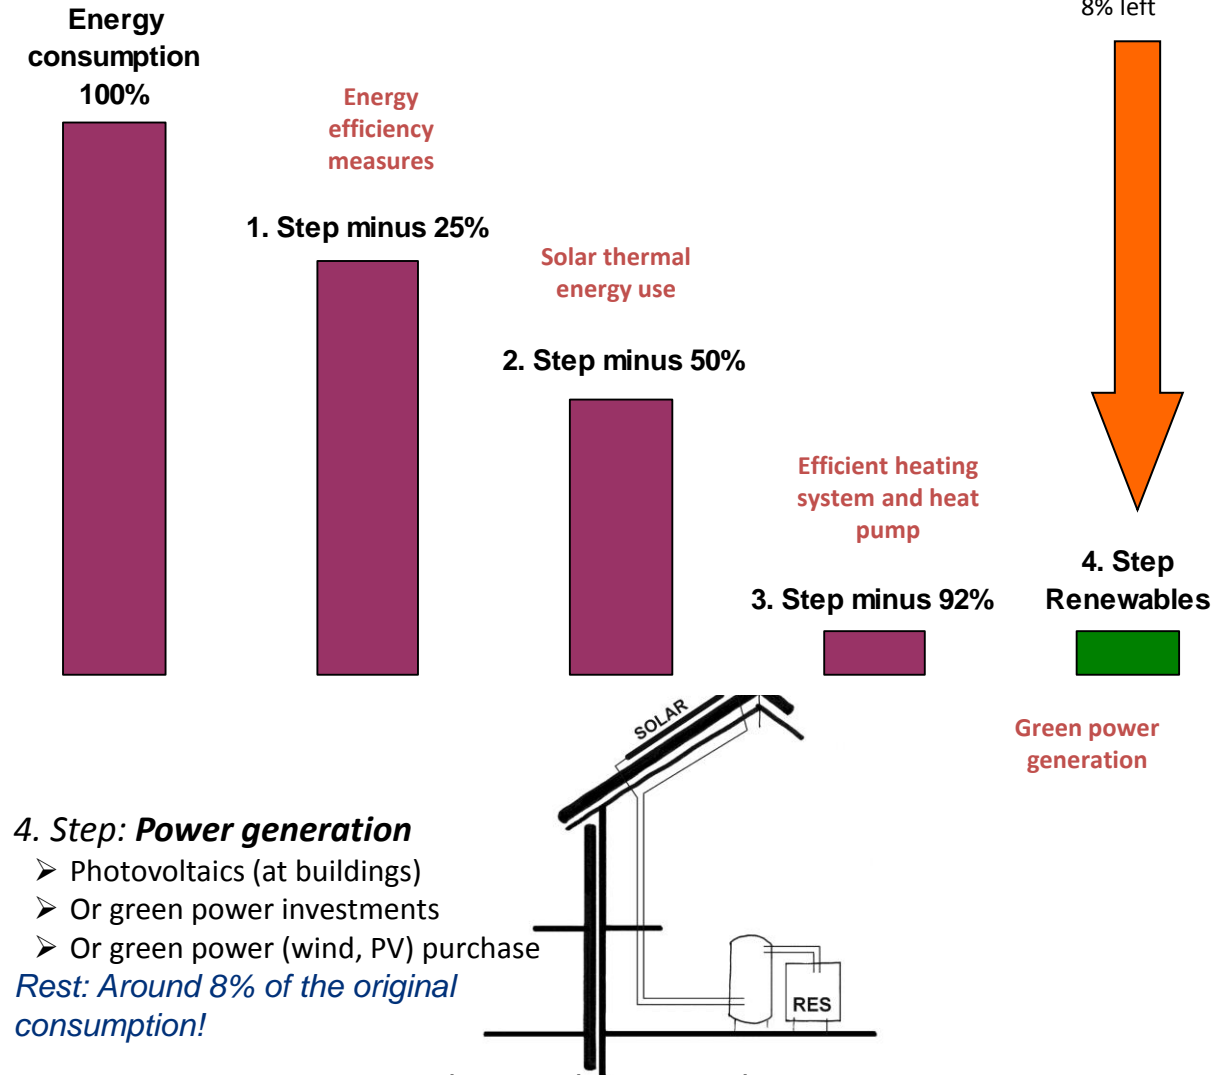 8% left
Energy
consumption
100%
Energy
efficiency
measures
1. Step minus 25%
Solar thermal
energy use
2. Step minus 50%
Efficient heating
system and heat
pump
3. Step minus 92%
4. Step
Renewables
Green power
generation
SOLAR
4. Step: Power generation
➢ Photovoltaics (at buildings)
➢ Or green power investments
➢ Or green power (wind, PV) purchase
Rest: Around 8% of the original
consumption!
RES